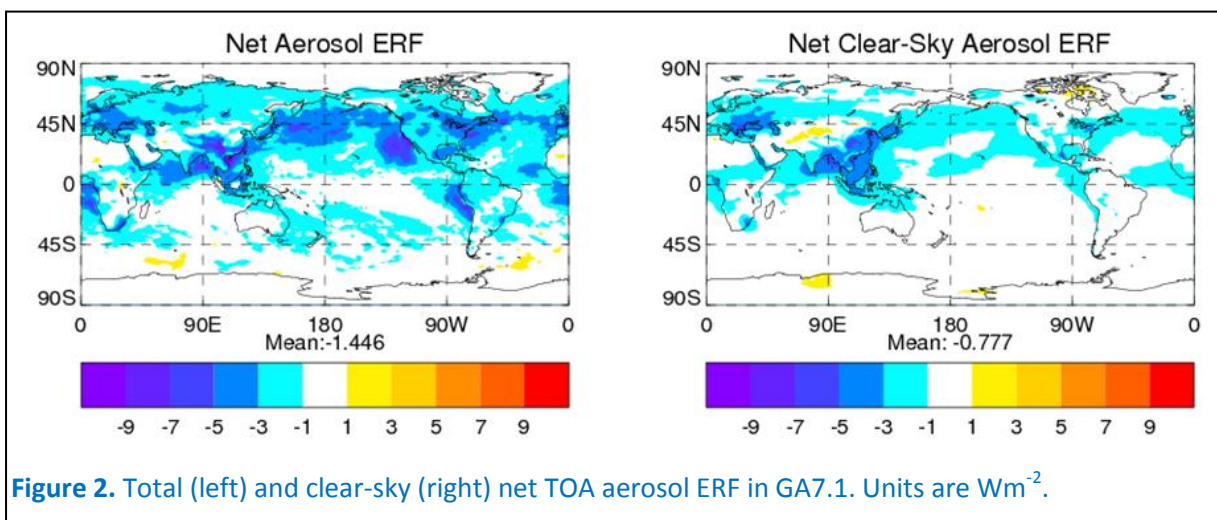 Net Aerosol ERF
90N
45N
0
45S
90S
0 90E 180 90W 0
Mean:-1.446
-9 -7 -5 -3 -1 1 3 5 7 9
Net Clear-Sky Aerosol ERF
90N
45N
0
45S
90S
0 90E 180 90W 0
Mean: -0.777
-9 -7 -5 -3 -1 1 3 5 7 9
Figure 2. Total (left) and clear-sky (right) net TOA aerosol ERF in GA7.1. Units are Wm⁻².